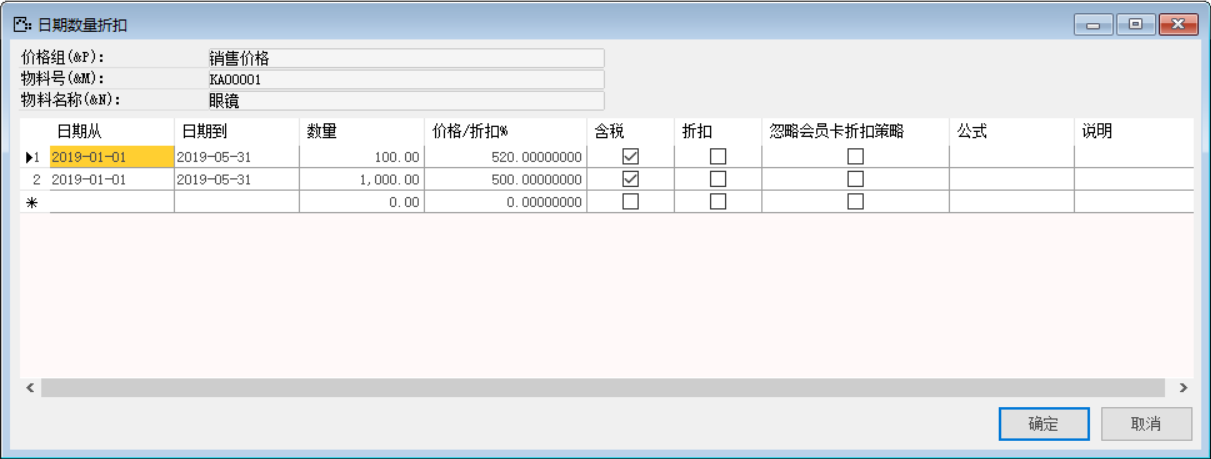 日期数量折扣
价格组(&P): 销售价格
物料号(&M): KA00001
物料名称(&N): 眼镜
日期从 日期到 数量 价格/折扣% 含税 折扣 忽略会员卡折扣策略 公式 说明
1 2019-01-01 2019-05-31 100.00 520.00000000
2 2019-01-01 2019-05-31 1,000.00 500.00000000
* 0.00 0.00000000
确定 取消